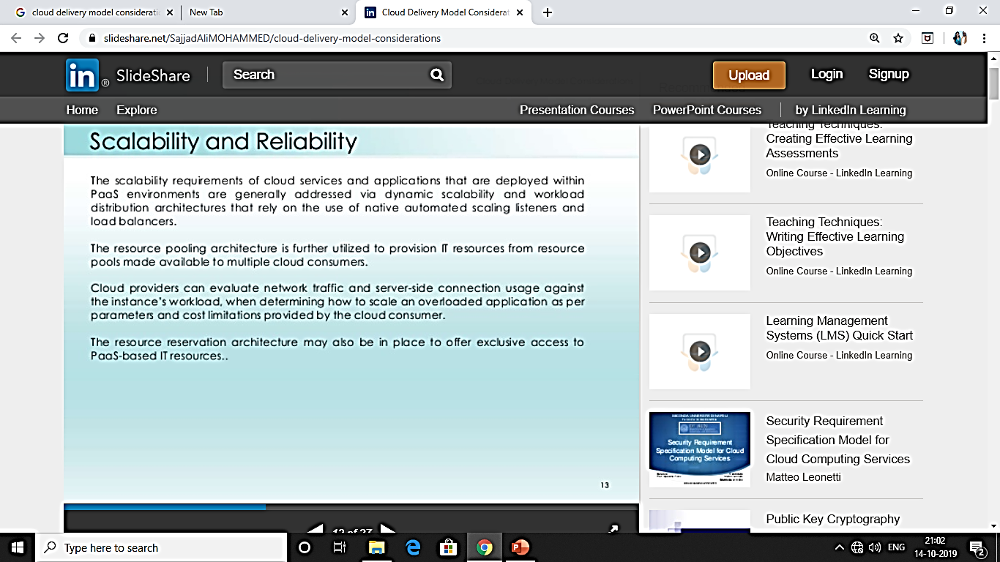 cloud delivery model considerati
New Tab
Cloud Delivery Model Considerat
slideshare.net/SajjadAliMOHAMMED/cloud-delivery-model-considerations
in ® SlideShare
Search
Upload
Login
Signup
Home
Explore
Presentation Courses
PowerPoint Courses
by LinkedIn Learning
Scalability and Reliability
The scalability requirements of cloud services and applications that are deployed within
PaaS environments are generally addressed via dynamic scalability and workload
distribution architectures that rely on the use of native automated scaling listeners and
load balancers.
The resource pooling architecture is further utilized to provision IT resources from resource
pools made available to multiple cloud consumers.
Cloud providers can evaluate network traffic and server-side connection usage against
the instance's workload, when determining how to scale an overloaded application as per
parameters and cost limitations provided by the cloud consumer.
The resource reservation architecture may also be in place to offer exclusive access to
PaaS-based IT resources..
13
Teaching Techniques:
Creating Effective Learning
Assessments
Online Course - LinkedIn Learning
Teaching Techniques:
Writing Effective Learning
Objectives
Online Course - LinkedIn Learning
Learning Management
Systems (LMS) Quick Start
Online Course - LinkedIn Learning
Security Requirement
Specification Model for Cloud
Computing Services
Security Requirement
Specification Model for
Cloud Computing Services
Matteo Leonetti
Public Key Cryptography
Type here to search
ENG
21:02
14-10-2019
2